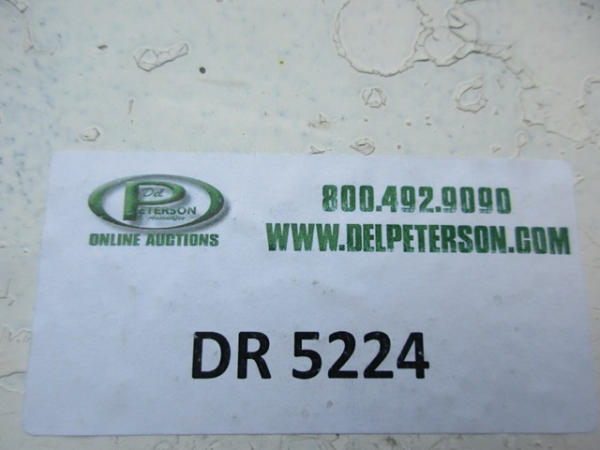 Del
PETERSON
ONLINE AUCTIONS
800.492.9090
WWW.DELPETERSON.COM
DR 5224